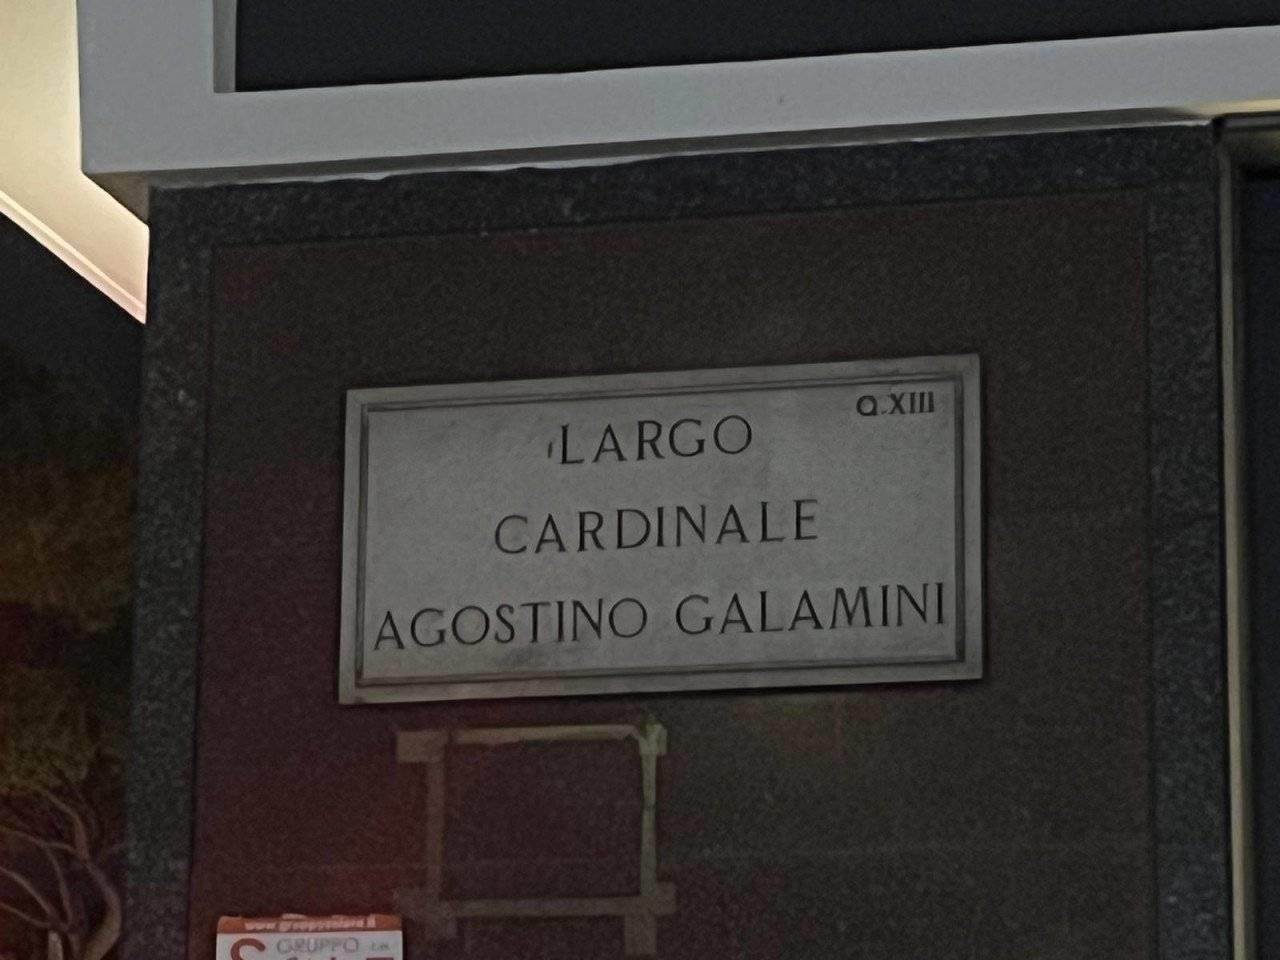 Q.XIII
LARGO
CARDINALE
AGOSTINO GALAMINI
GRUPPO